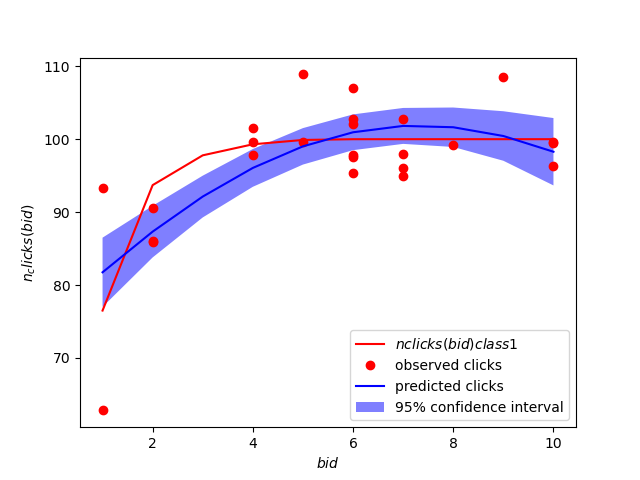 110
100
90
80
70
n_clicks(bid)
nclicks(bid)class1
observed clicks
predicted clicks
95% confidence interval
2
4
6
8
10
bid